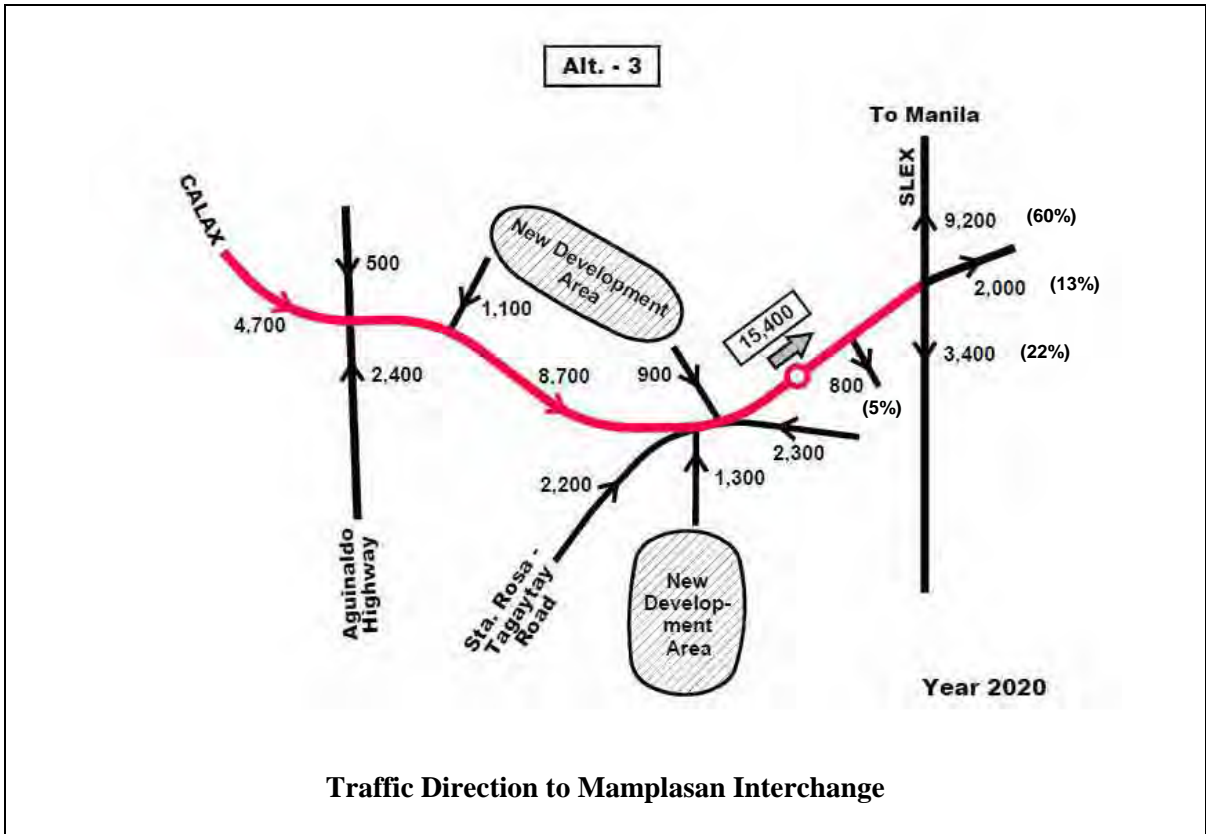 Alt. - 3
To Manila
SLEX
CALAX
9,200 (60%)
500
New Development
Area
2,000 (13%)
1,100
15,400
4,700
3,400 (22%)
2,400
8,700
900
800
(5%)
2,300
2,200
1,300
Aguinaldo
Highway
Sta. Rosa -
Tagaytay
Road
New
Develop-
ment
Area
Year 2020
Traffic Direction to Mamplasan Interchange